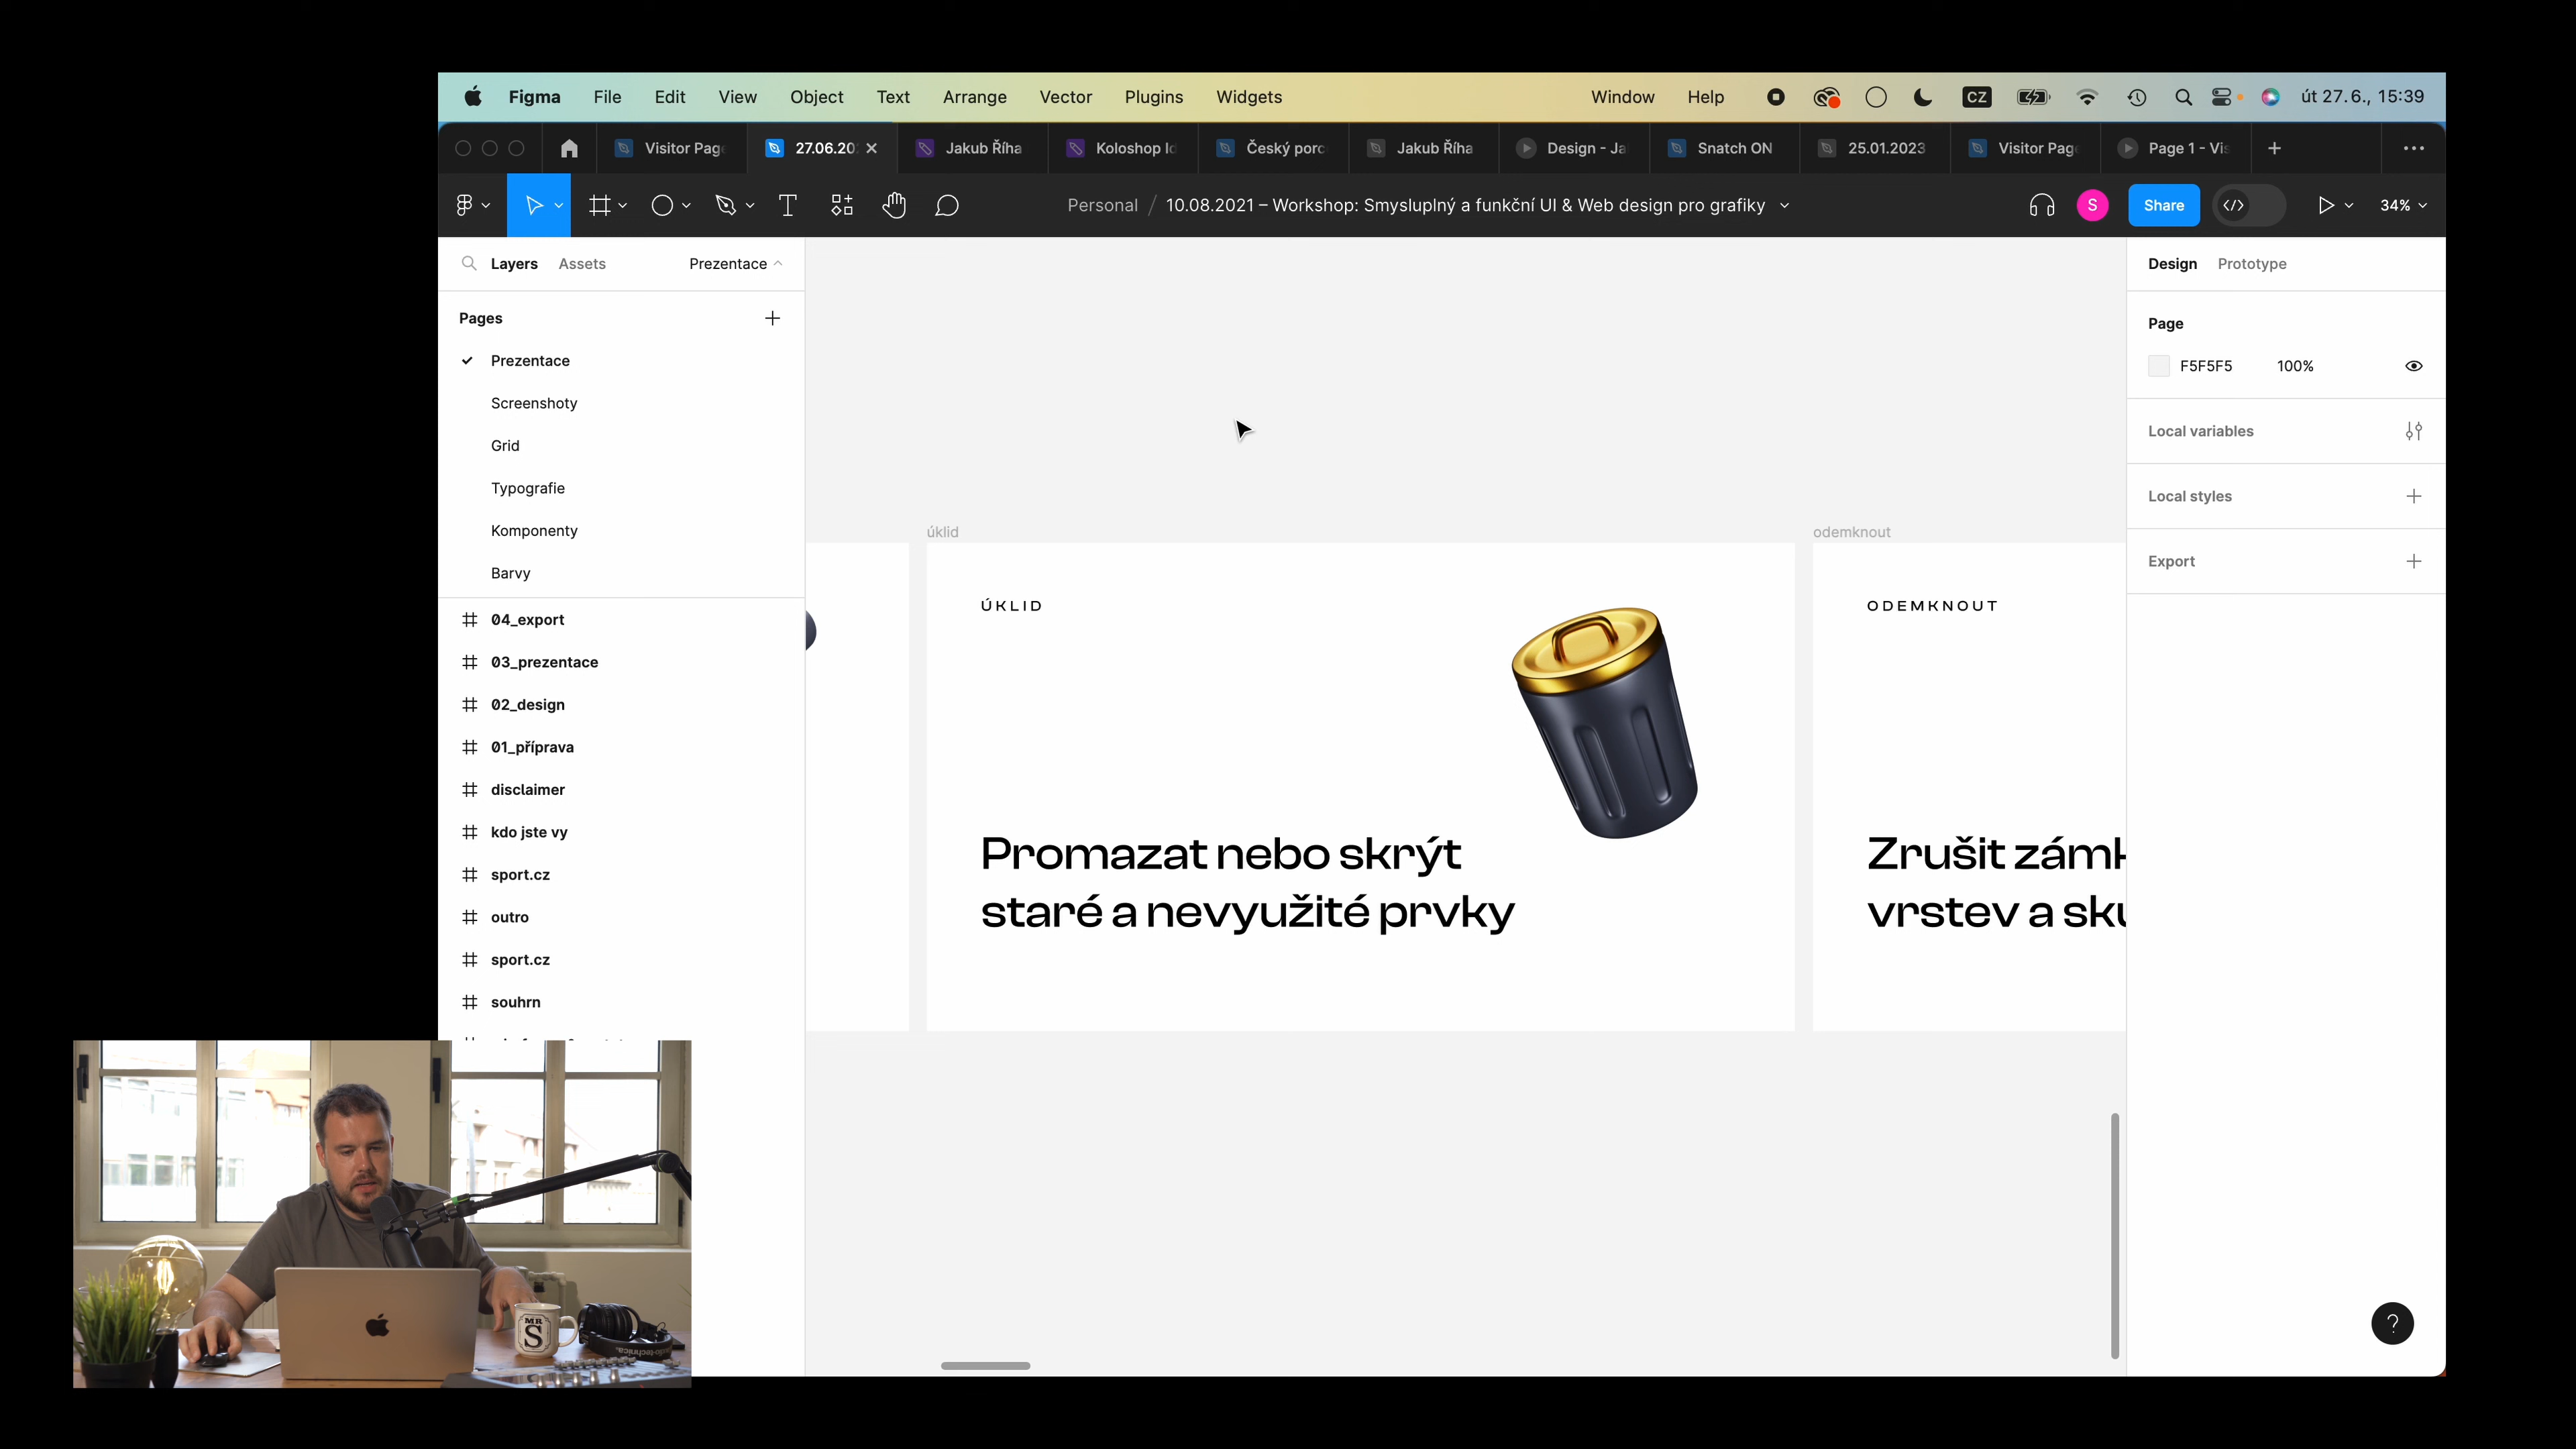 Figma File Edit View Object Text Arrange Vector Plugins Widgets Window Help CZ út 27. 6., 15:39
Visitor Page 27.06.20 Jakub Říha Koloshop Český porc Jakub Říha Design - Ja Snatch ON 25.01.2023 Visitor Page Page 1 - Vis
Personal / 10.08.2021 – Workshop: Smysluplný a funkční UI & Web design pro grafiky S Share 34%
Layers Assets Prezentace
Pages
Prezentace
Screenshoty
Grid
Typografie
Komponenty
Barvy
04_export
03_prezentace
02_design
01_příprava
disclaimer
kdo jste vy
sport.cz
outro
sport.cz
souhrn
úklid
ÚKLID
Promazat nebo skrýt
staré a nevyužité prvky
odemknout
ODEMKNOUT
Zrušit zámk
vrstev a sku
Design Prototype
Page
F5F5F5 100%
Local variables
Local styles
Export
?
MR
S